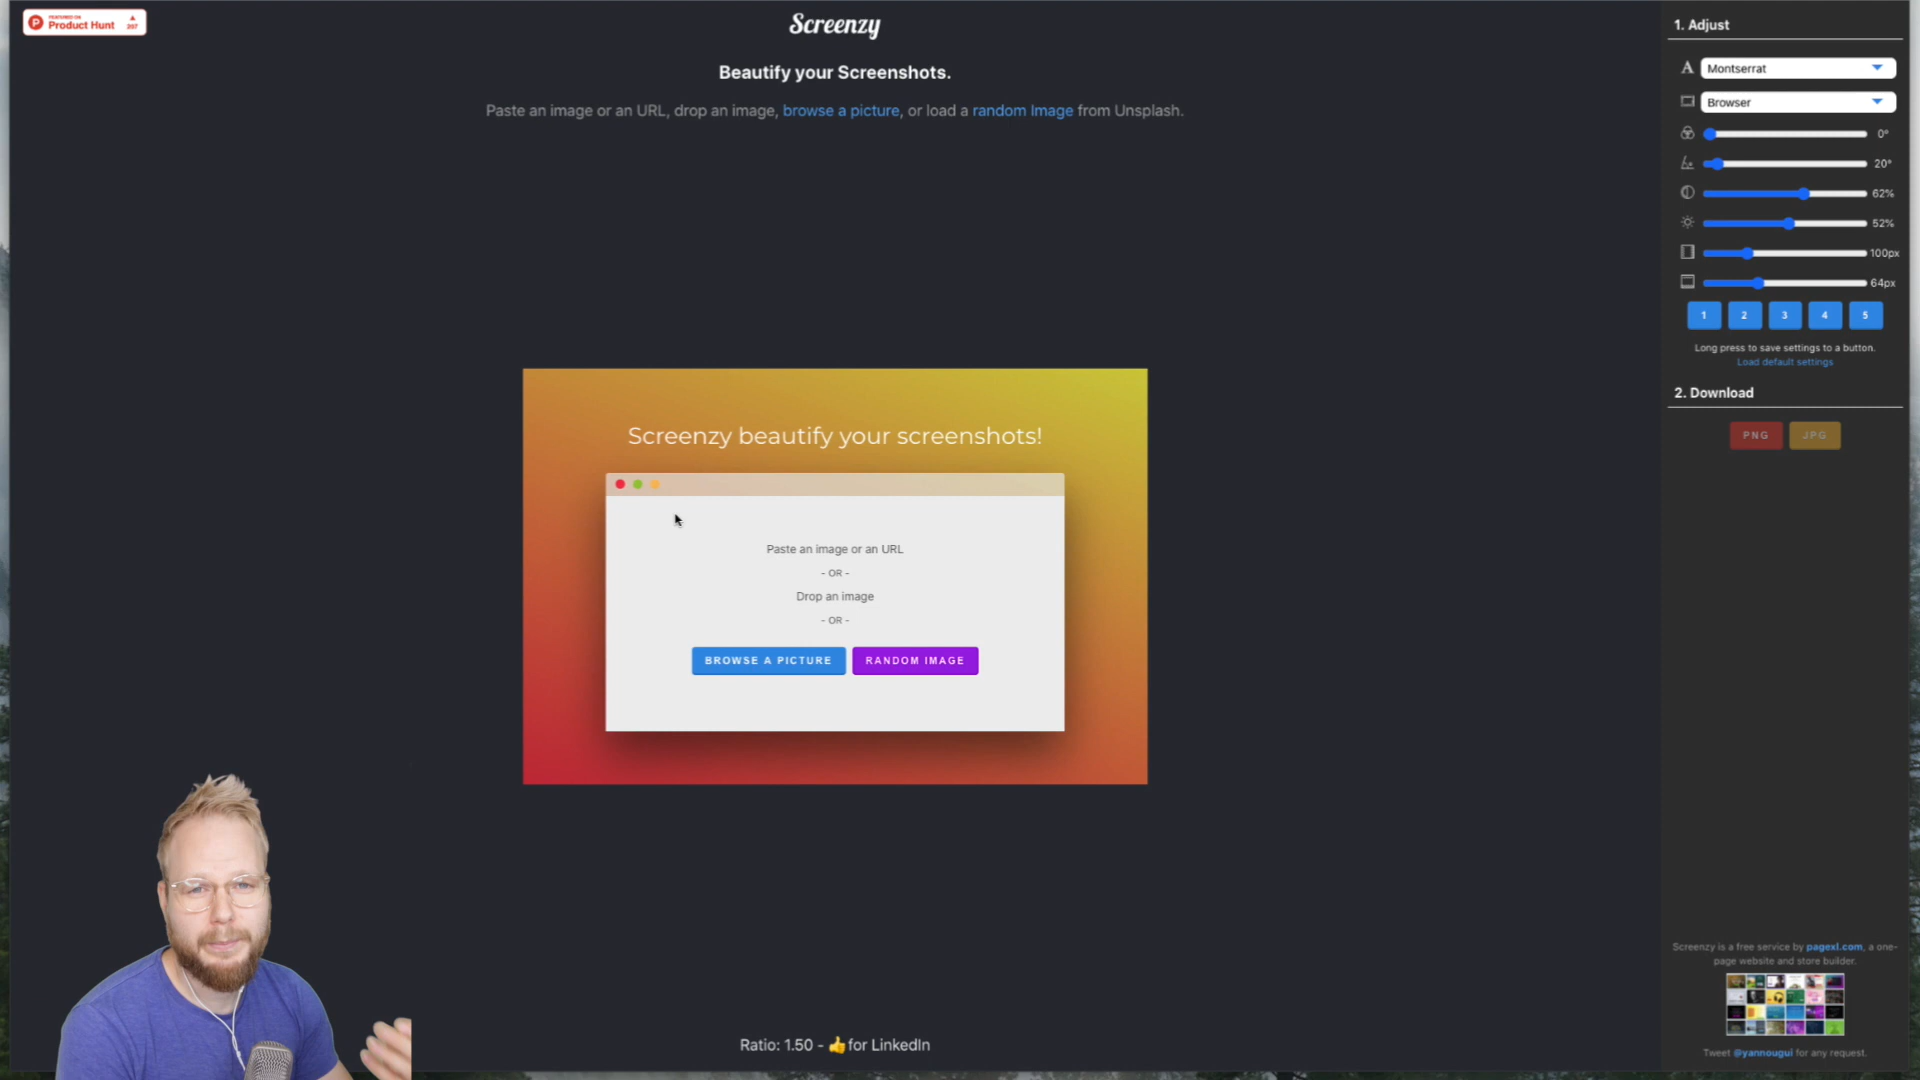 FEATURED ON
Product Hunt
207
Screenzy
Beautify your Screenshots.
Paste an image or an URL, drop an image, browse a picture, or load a random Image from Unsplash.
Screenzy beautify your screenshots!
Paste an image or an URL
- OR -
Drop an image
- OR -
BROWSE A PICTURE RANDOM IMAGE
Ratio: 1.50 - 👍for LinkedIn
1. Adjust
A Montserrat
Browser
0°
20°
62%
52%
100px
64px
1 2 3 4 5
Long press to save settings to a button.
Load default settings
2. Download
PNG JPG
Screenzy is a free service by pagexl.com, a one-
page website and store builder.
Tweet @yannougui for any request.